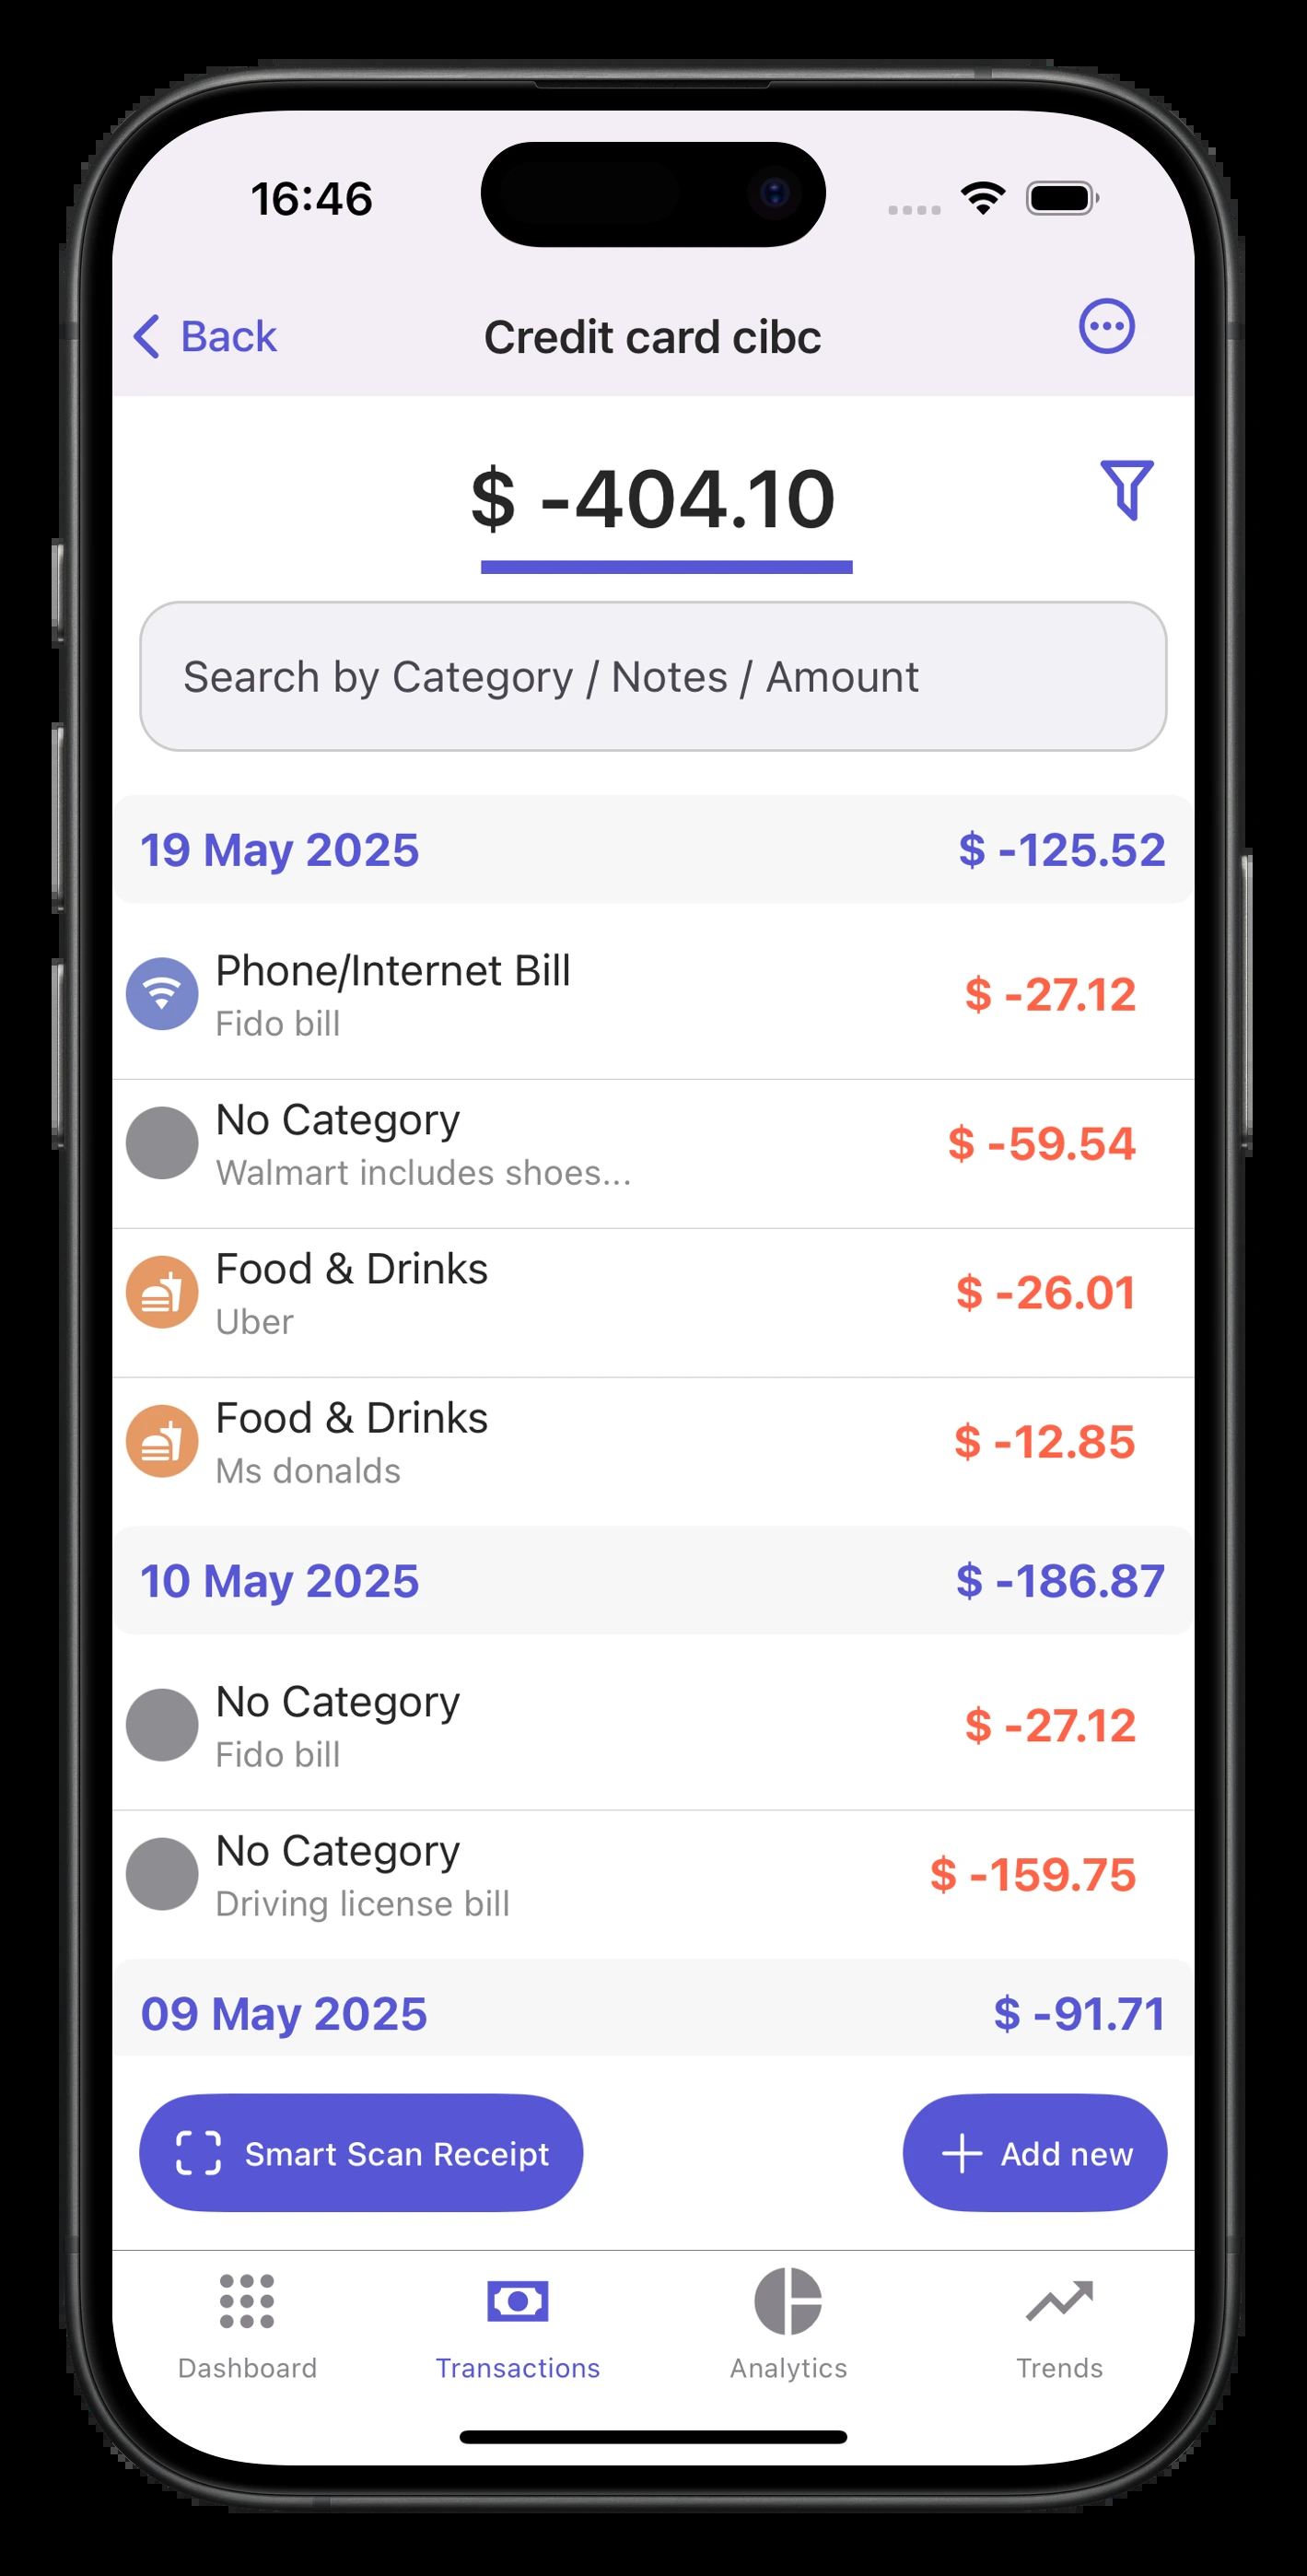 16:46
Back
Credit card cibc
$ -404.10
Search by Category / Notes / Amount
19 May 2025 $ -125.52
Phone/Internet Bill
Fido bill
$ -27.12
No Category
Walmart includes shoes...
$ -59.54
Food & Drinks
Uber
$ -26.01
Food & Drinks
Ms donalds
$ -12.85
10 May 2025 $ -186.87
No Category
Fido bill
$ -27.12
No Category
Driving license bill
$ -159.75
09 May 2025 $ -91.71
Smart Scan Receipt
Add new
Dashboard
Transactions
Analytics
Trends